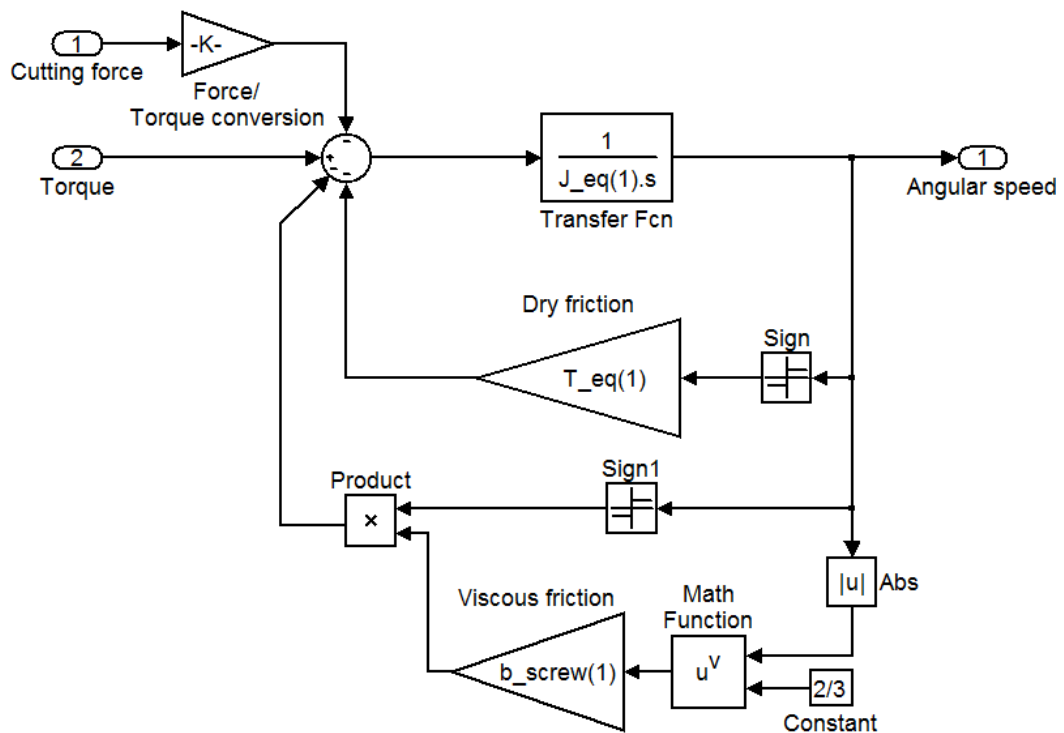 1
-K-
Cutting force
Force/
Torque conversion
-
+
-
-
2
Torque
1
J_eq(1).s
Transfer Fcn
1
Angular speed
Dry friction
T_eq(1)
Sign
Product
×
Sign1
|u|
Abs
Viscous friction
b_screw(1)
Math
Function
u^v
2/3
Constant